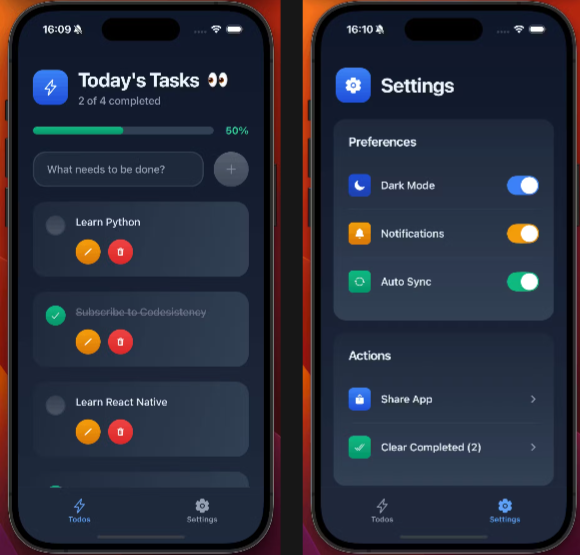 16:09
Today's Tasks 👀
2 of 4 completed
50%
What needs to be done?
Learn Python
Subscribe to Codesistency
Learn React Native
Todos
Settings
16:10
Settings
Preferences
Dark Mode
Notifications
Auto Sync
Actions
Share App
Clear Completed (2)
Todos
Settings